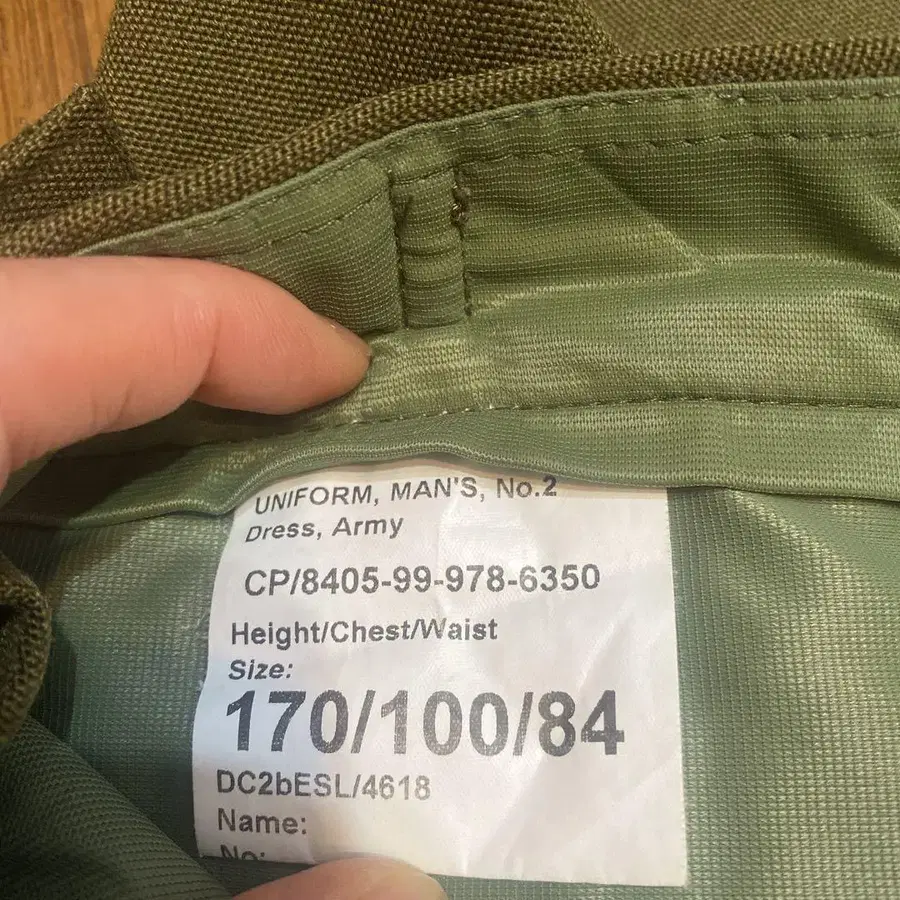 UNIFORM, MAN'S, No.2
Dress, Army
CP/8405-99-978-6350
Height/Chest/Waist
Size:
170/100/84
DC2bESL/4618
Name:
No: